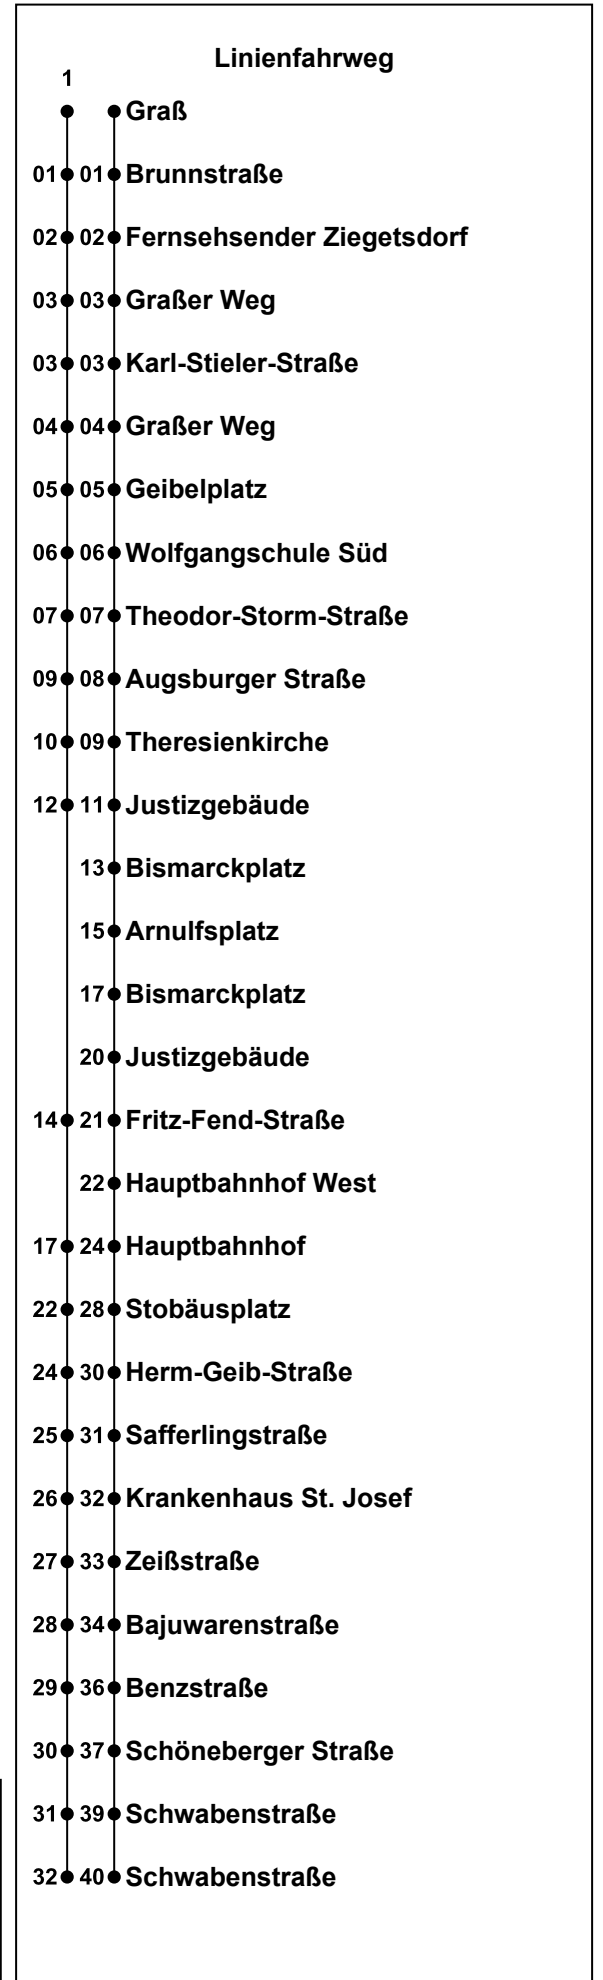 Linienfahrweg
1
Graß
01 01 Brunnstraße
02 02 Fernsehsender Ziegetsdorf
03 03 Graßer Weg
03 03 Karl-Stieler-Straße
04 04 Graßer Weg
05 05 Geibelplatz
06 06 Wolfgangschule Süd
07 07 Theodor-Storm-Straße
09 08 Augsburger Straße
10 09 Theresienkirche
12 11 Justizgebäude
13 Bismarckplatz
15 Arnulfsplatz
17 Bismarckplatz
20 Justizgebäude
14 21 Fritz-Fend-Straße
22 Hauptbahnhof West
17 24 Hauptbahnhof
22 28 Stobäusplatz
24 30 Herm-Geib-Straße
25 31 Safferlingstraße
26 32 Krankenhaus St. Josef
27 33 Zeißstraße
28 34 Bajuwarenstraße
29 36 Benzstraße
30 37 Schöneberger Straße
31 39 Schwabenstraße
32 40 Schwabenstraße